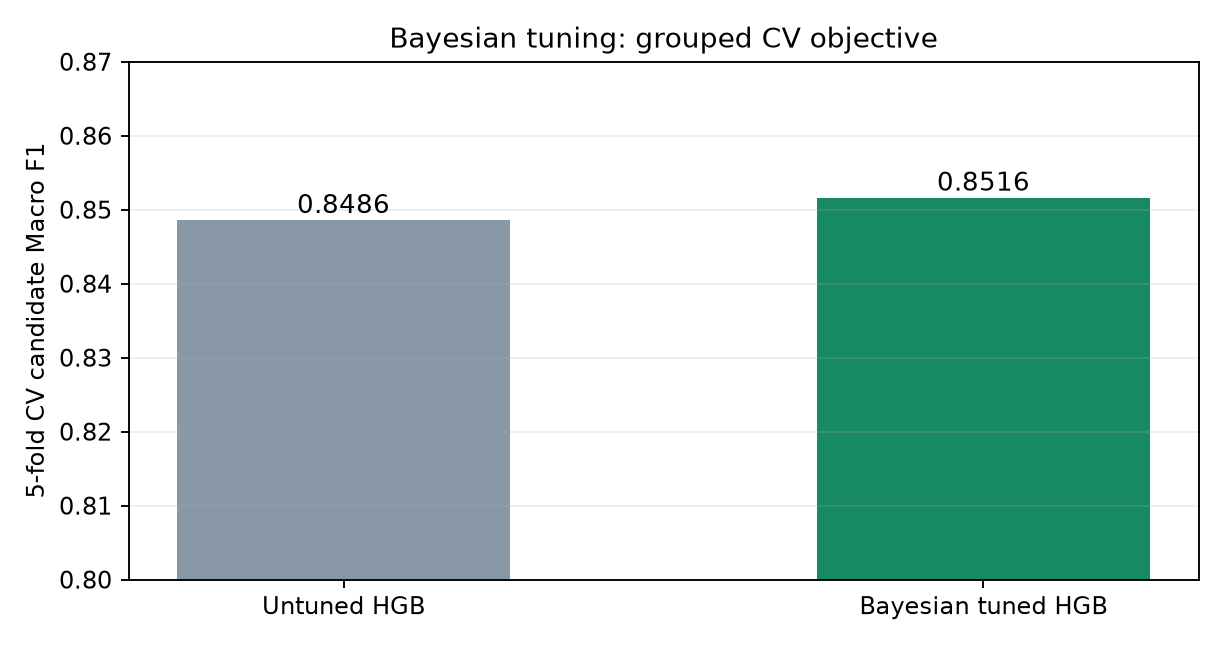 Bayesian tuning: grouped CV objective
5-fold CV candidate Macro F1
0.87
0.86
0.85
0.84
0.83
0.82
0.81
0.80
0.8486
0.8516
Untuned HGB
Bayesian tuned HGB